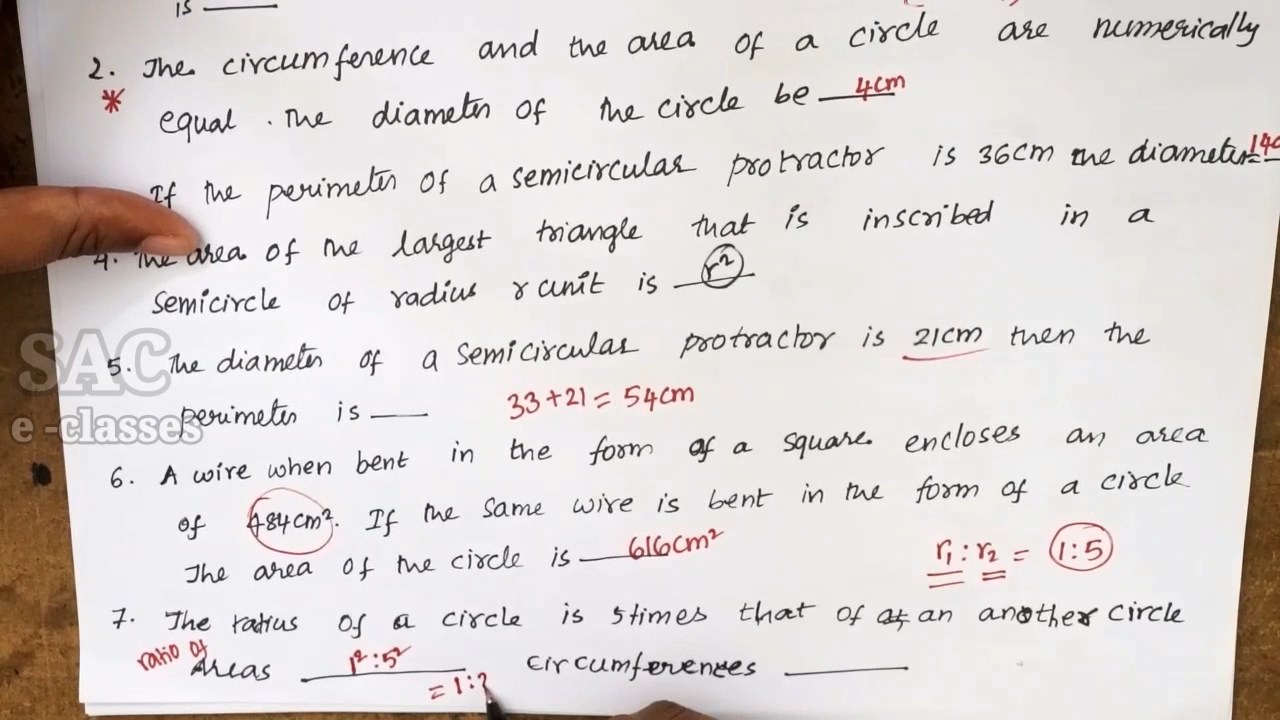 is
2. The circumference and the area of a circle are numerically
* equal. The diameter of the circle be 4cm
If the perimeter of a semicircular protractor is 36cm the diameter=
4. The area of the largest triangle that is inscribed in a
semicircle of radius r unit is r²
5. The diameter of a semicircular protractor is 21cm then the
perimeter is 33+21=54cm
6. A wire when bent in the form of a square encloses an area
of 484cm². If the same wire is bent in the form of a circle
The area of the circle is 616cm²
r₁:r₂ = 1:5
7. The ratius of a circle is 5times that of an another circle
ratio of Areas 1²:5² circumferences
= 1:2
SAC
e-classes